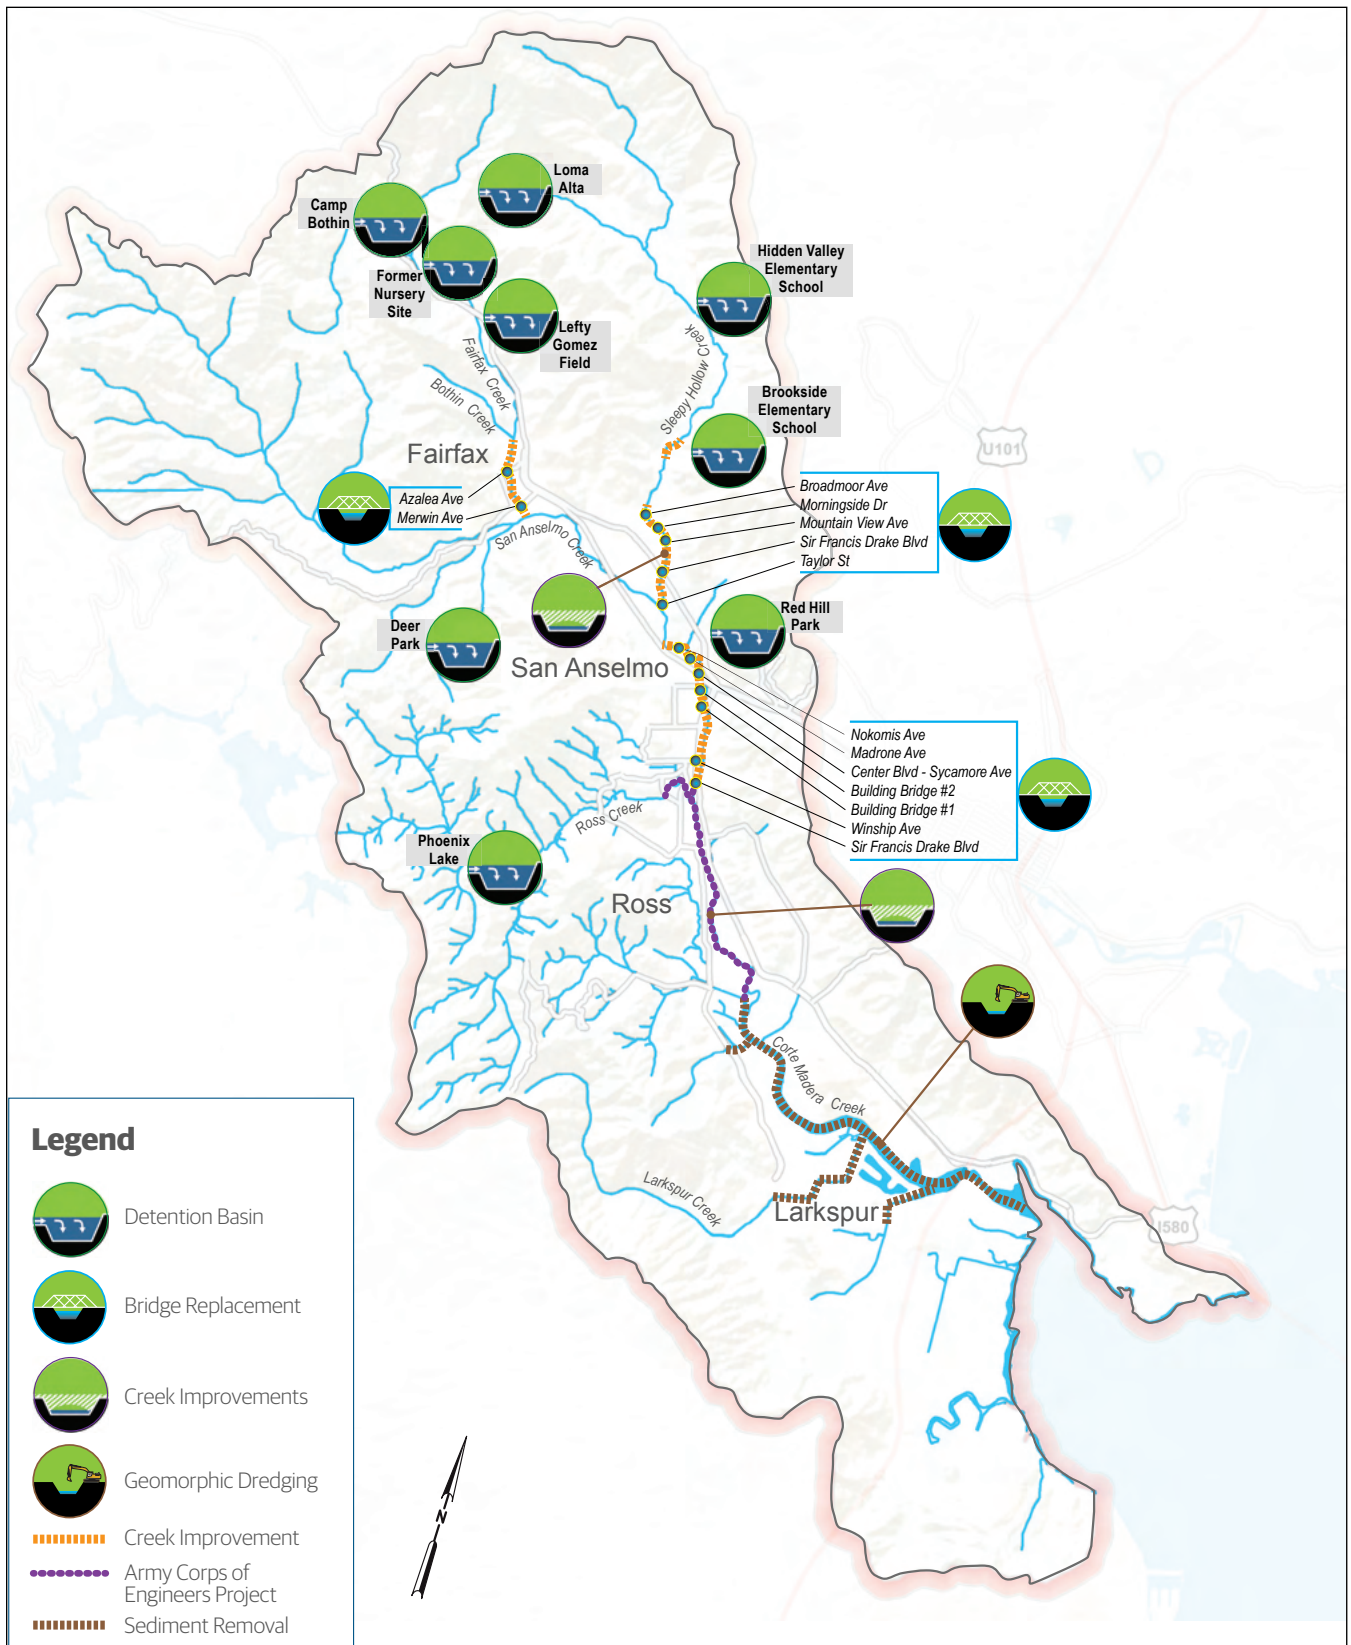 Loma
Alta
Camp
Bothin
Former
Nursery
Site
Hidden Valley
Elementary
School
Lefty
Gomez
Field
Fairfax Creek
Bothin Creek
Sleepy Hollow Creek
Brookside
Elementary
School
Fairfax
U101
Azalea Ave
Merwin Ave
San Anselmo Creek
Broadmoor Ave
Morningside Dr
Mountain View Ave
Sir Francis Drake Blvd
Taylor St
Deer
Park
Red Hill
Park
San Anselmo
Nokomis Ave
Madrone Ave
Center Blvd - Sycamore Ave
Building Bridge #2
Building Bridge #1
Winship Ave
Sir Francis Drake Blvd
Ross Creek
Phoenix
Lake
Ross
Corte Madera Creek
Larkspur Creek
Larkspur
I580
N
Legend
Detention Basin
Bridge Replacement
Creek Improvements
Geomorphic Dredging
Creek Improvement
Army Corps of
Engineers Project
Sediment Removal